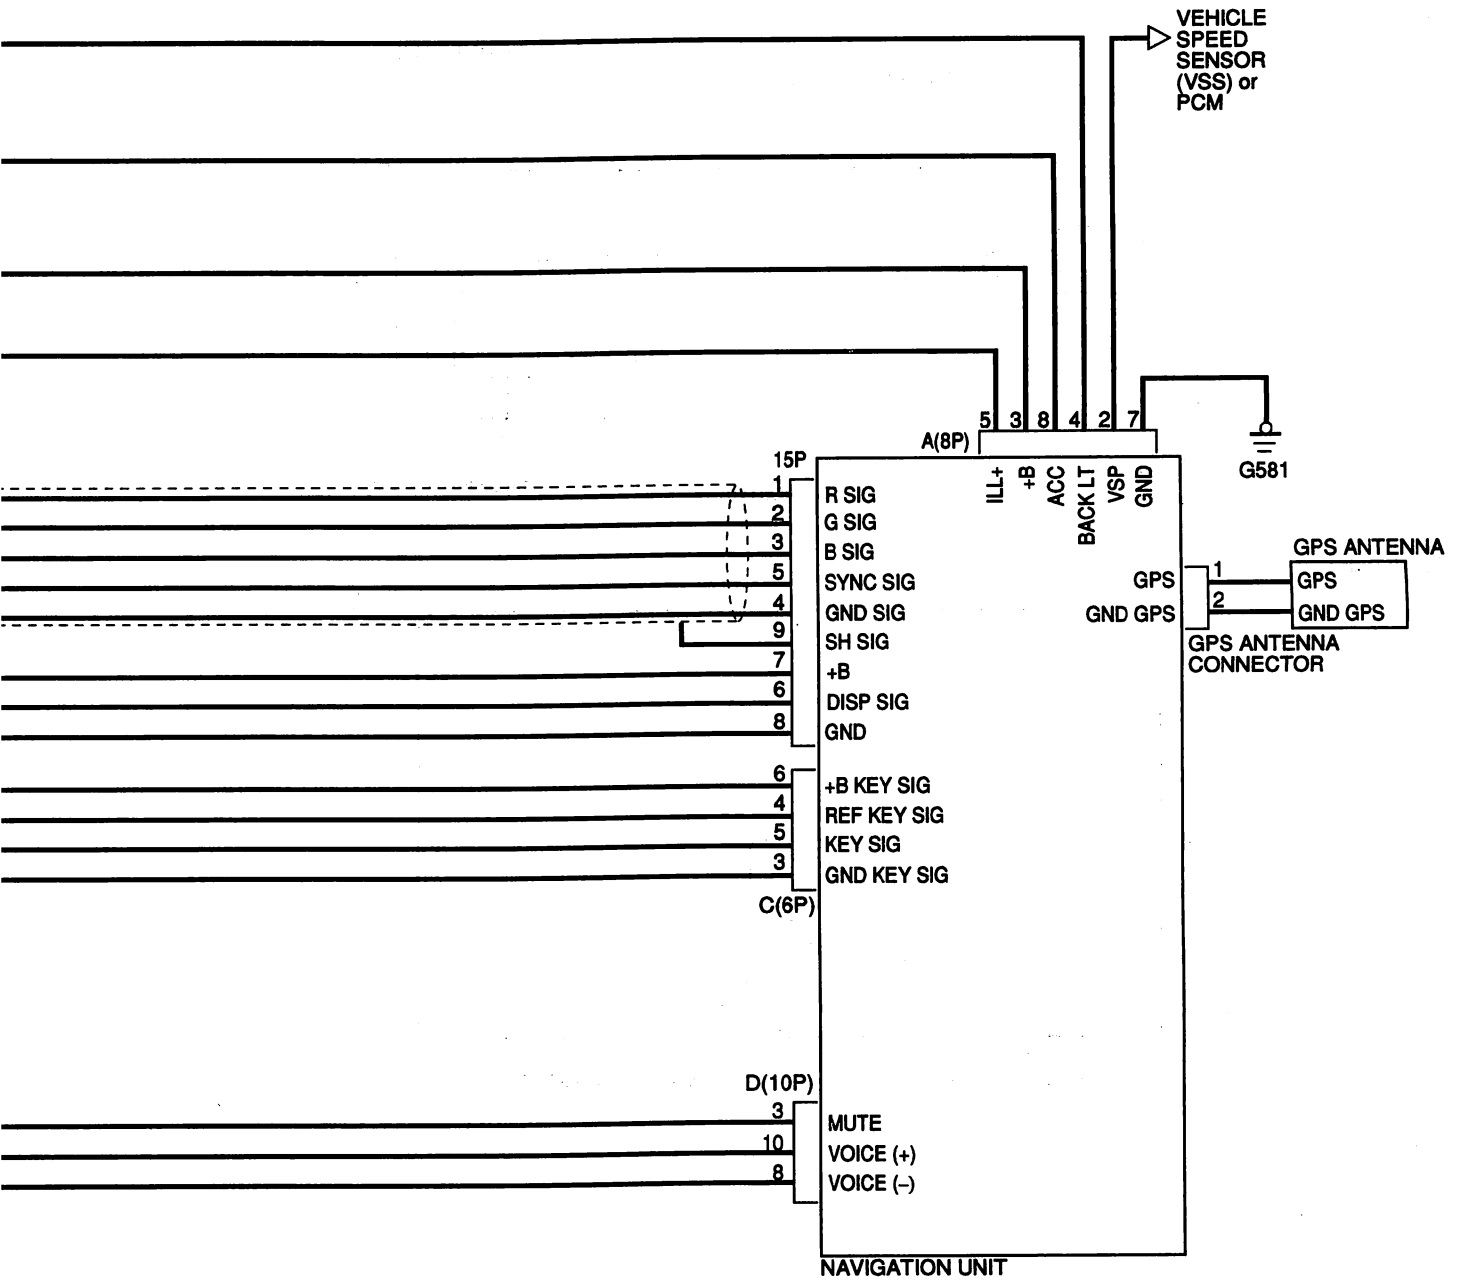 VEHICLE
SPEED
SENSOR
(VSS) or
PCM
5 3 8 4 2 7
A(8P)
ILL+
+B
ACC
BACK LT
VSP
GND
G581
15P
1 R SIG
2 G SIG
3 B SIG
5 SYNC SIG
4 GND SIG
9 SH SIG
7 +B
6 DISP SIG
8 GND
GPS ANTENNA
GPS 1 GPS
GND GPS 2 GND GPS
GPS ANTENNA
CONNECTOR
6 +B KEY SIG
4 REF KEY SIG
5 KEY SIG
3 GND KEY SIG
C(6P)
D(10P)
3 MUTE
10 VOICE (+)
8 VOICE (–)
NAVIGATION UNIT